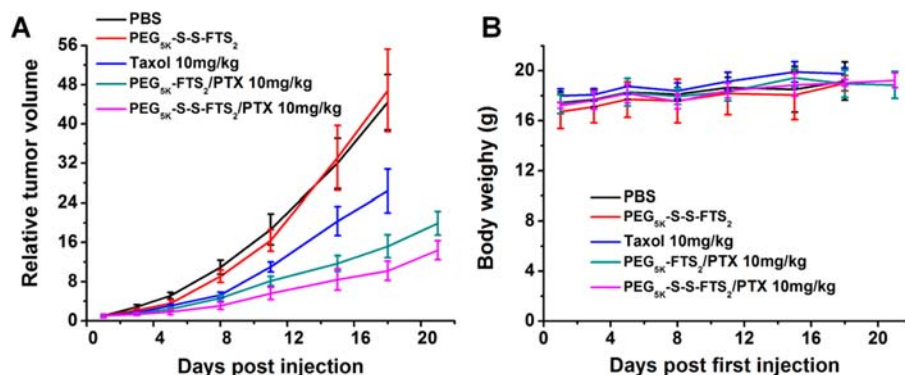 A
PBS
PEG5K-S-S-FTS2
Taxol 10mg/kg
PEG5K-FTS2/PTX 10mg/kg
PEG5K-S-S-FTS2/PTX 10mg/kg
Relative tumor volume
56
48
40
32
24
16
8
0
0 4 8 12 16 20
Days post injection
B
Body weighy (g)
20
16
12
8
4
0
PBS
PEG5K-S-S-FTS2
Taxol 10mg/kg
PEG5K-FTS2/PTX 10mg/kg
PEG5K-S-S-FTS2/PTX 10mg/kg
0 4 8 12 16 20
Days post first injection